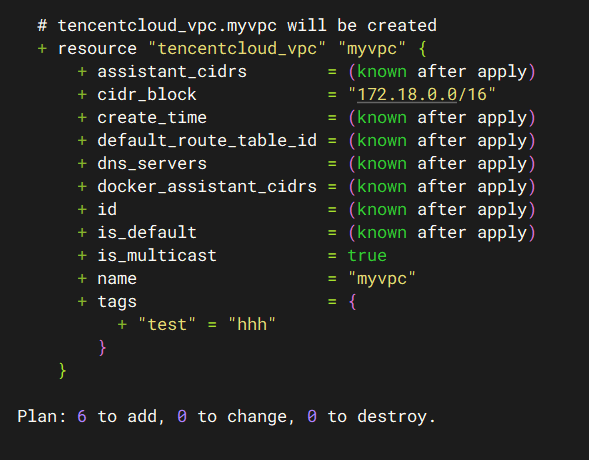 # tencentcloud_vpc.myvpc will be created
+ resource "tencentcloud_vpc" "myvpc" {
+ assistant_cidrs = (known after apply)
+ cidr_block = "172.18.0.0/16"
+ create_time = (known after apply)
+ default_route_table_id = (known after apply)
+ dns_servers = (known after apply)
+ docker_assistant_cidrs = (known after apply)
+ id = (known after apply)
+ is_default = (known after apply)
+ is_multicast = true
+ name = "myvpc"
+ tags = {
+ "test" = "hhh"
}
}
Plan: 6 to add, 0 to change, 0 to destroy.